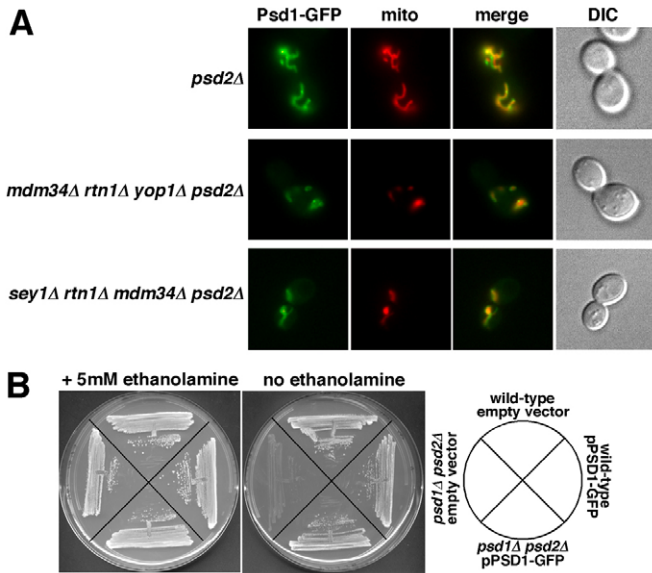 A
Psd1-GFP mito merge DIC
psd2Δ
mdm34Δ rtn1Δ yop1Δ psd2Δ
sey1Δ rtn1Δ mdm34Δ psd2Δ
B
+ 5mM ethanolamine no ethanolamine
wild-type
empty vector
psd1Δ psd2Δ
empty vector
wild-type
pPSD1-GFP
psd1Δ psd2Δ
pPSD1-GFP